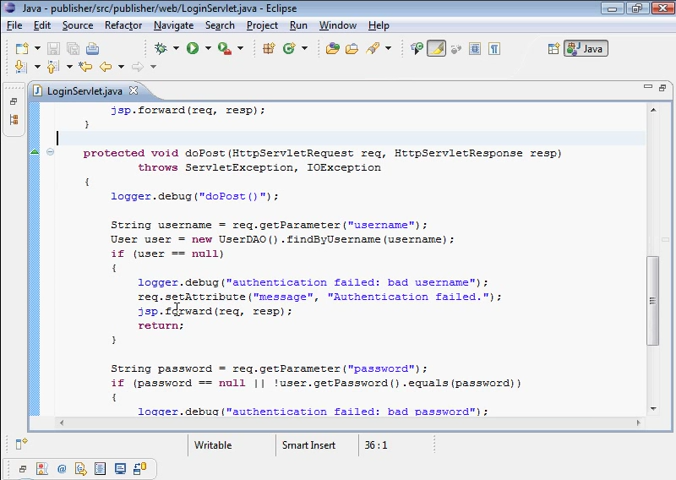 Java - publisher/src/publisher/web/LoginServlet.java - Eclipse
File Edit Source Refactor Navigate Search Project Run Window Help
Java
LoginServlet.java
jsp.forward(req, resp);
}
protected void doPost(HttpServletRequest req, HttpServletResponse resp)
throws ServletException, IOException
{
logger.debug("doPost()");
String username = req.getParameter("username");
User user = new UserDAO().findByUsername(username);
if (user == null)
{
logger.debug("authentication failed: bad username");
req.setAttribute("message", "Authentication failed.");
jsp.forward(req, resp);
return;
}
String password = req.getParameter("password");
if (password == null || !user.getPassword().equals(password))
{
logger.debug("authentication failed: bad password");
Writable Smart Insert 36 : 1